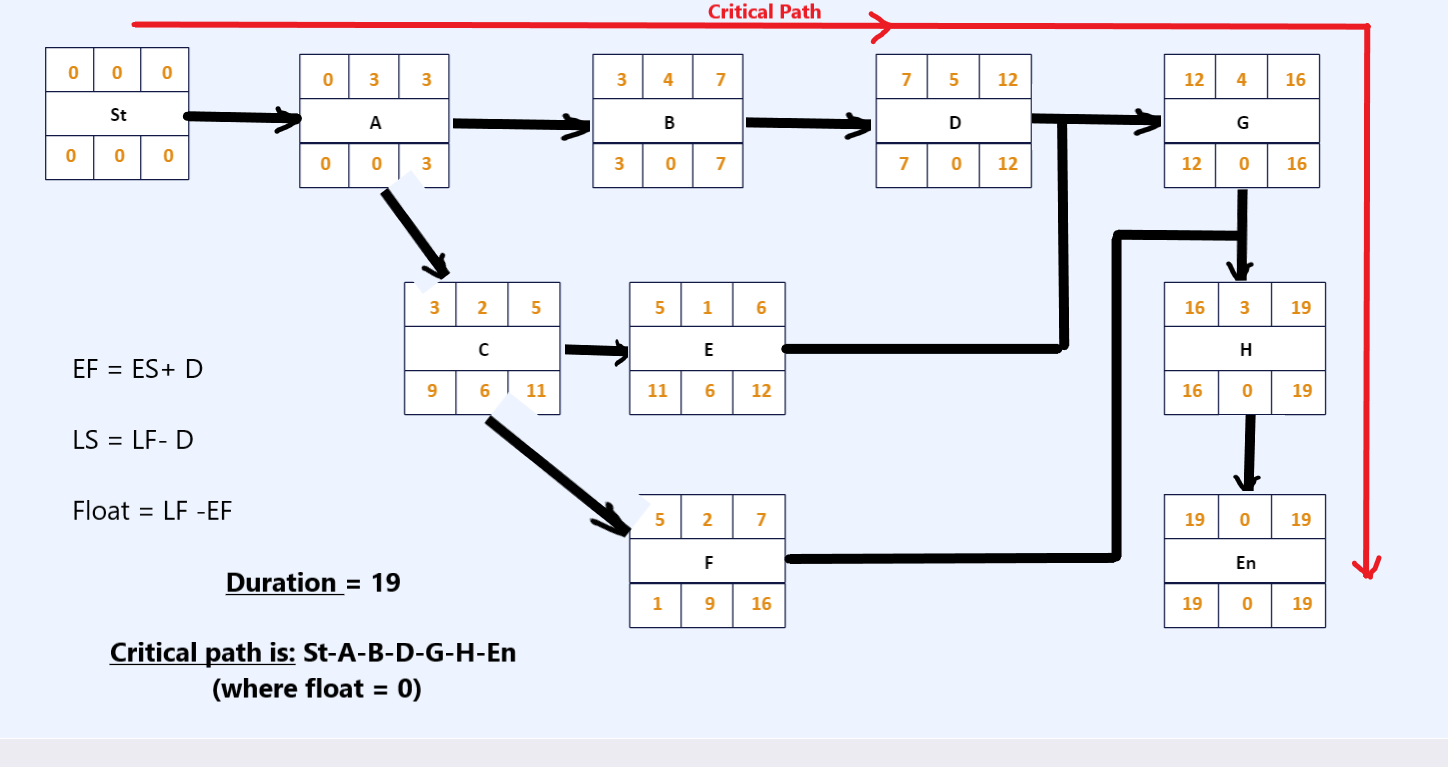 Critical Path
0 0 0
St
0 0 0
0 3 3
A
0 0 3
3 4 7
B
3 0 7
7 5 12
D
7 0 12
12 4 16
G
12 0 16
3 2 5
C
9 6 11
5 1 6
E
11 6 12
16 3 19
H
16 0 19
EF = ES+ D
LS = LF- D
Float = LF -EF
5 2 7
F
1 9 16
19 0 19
En
19 0 19
Duration = 19
Critical path is: St-A-B-D-G-H-En
(where float = 0)